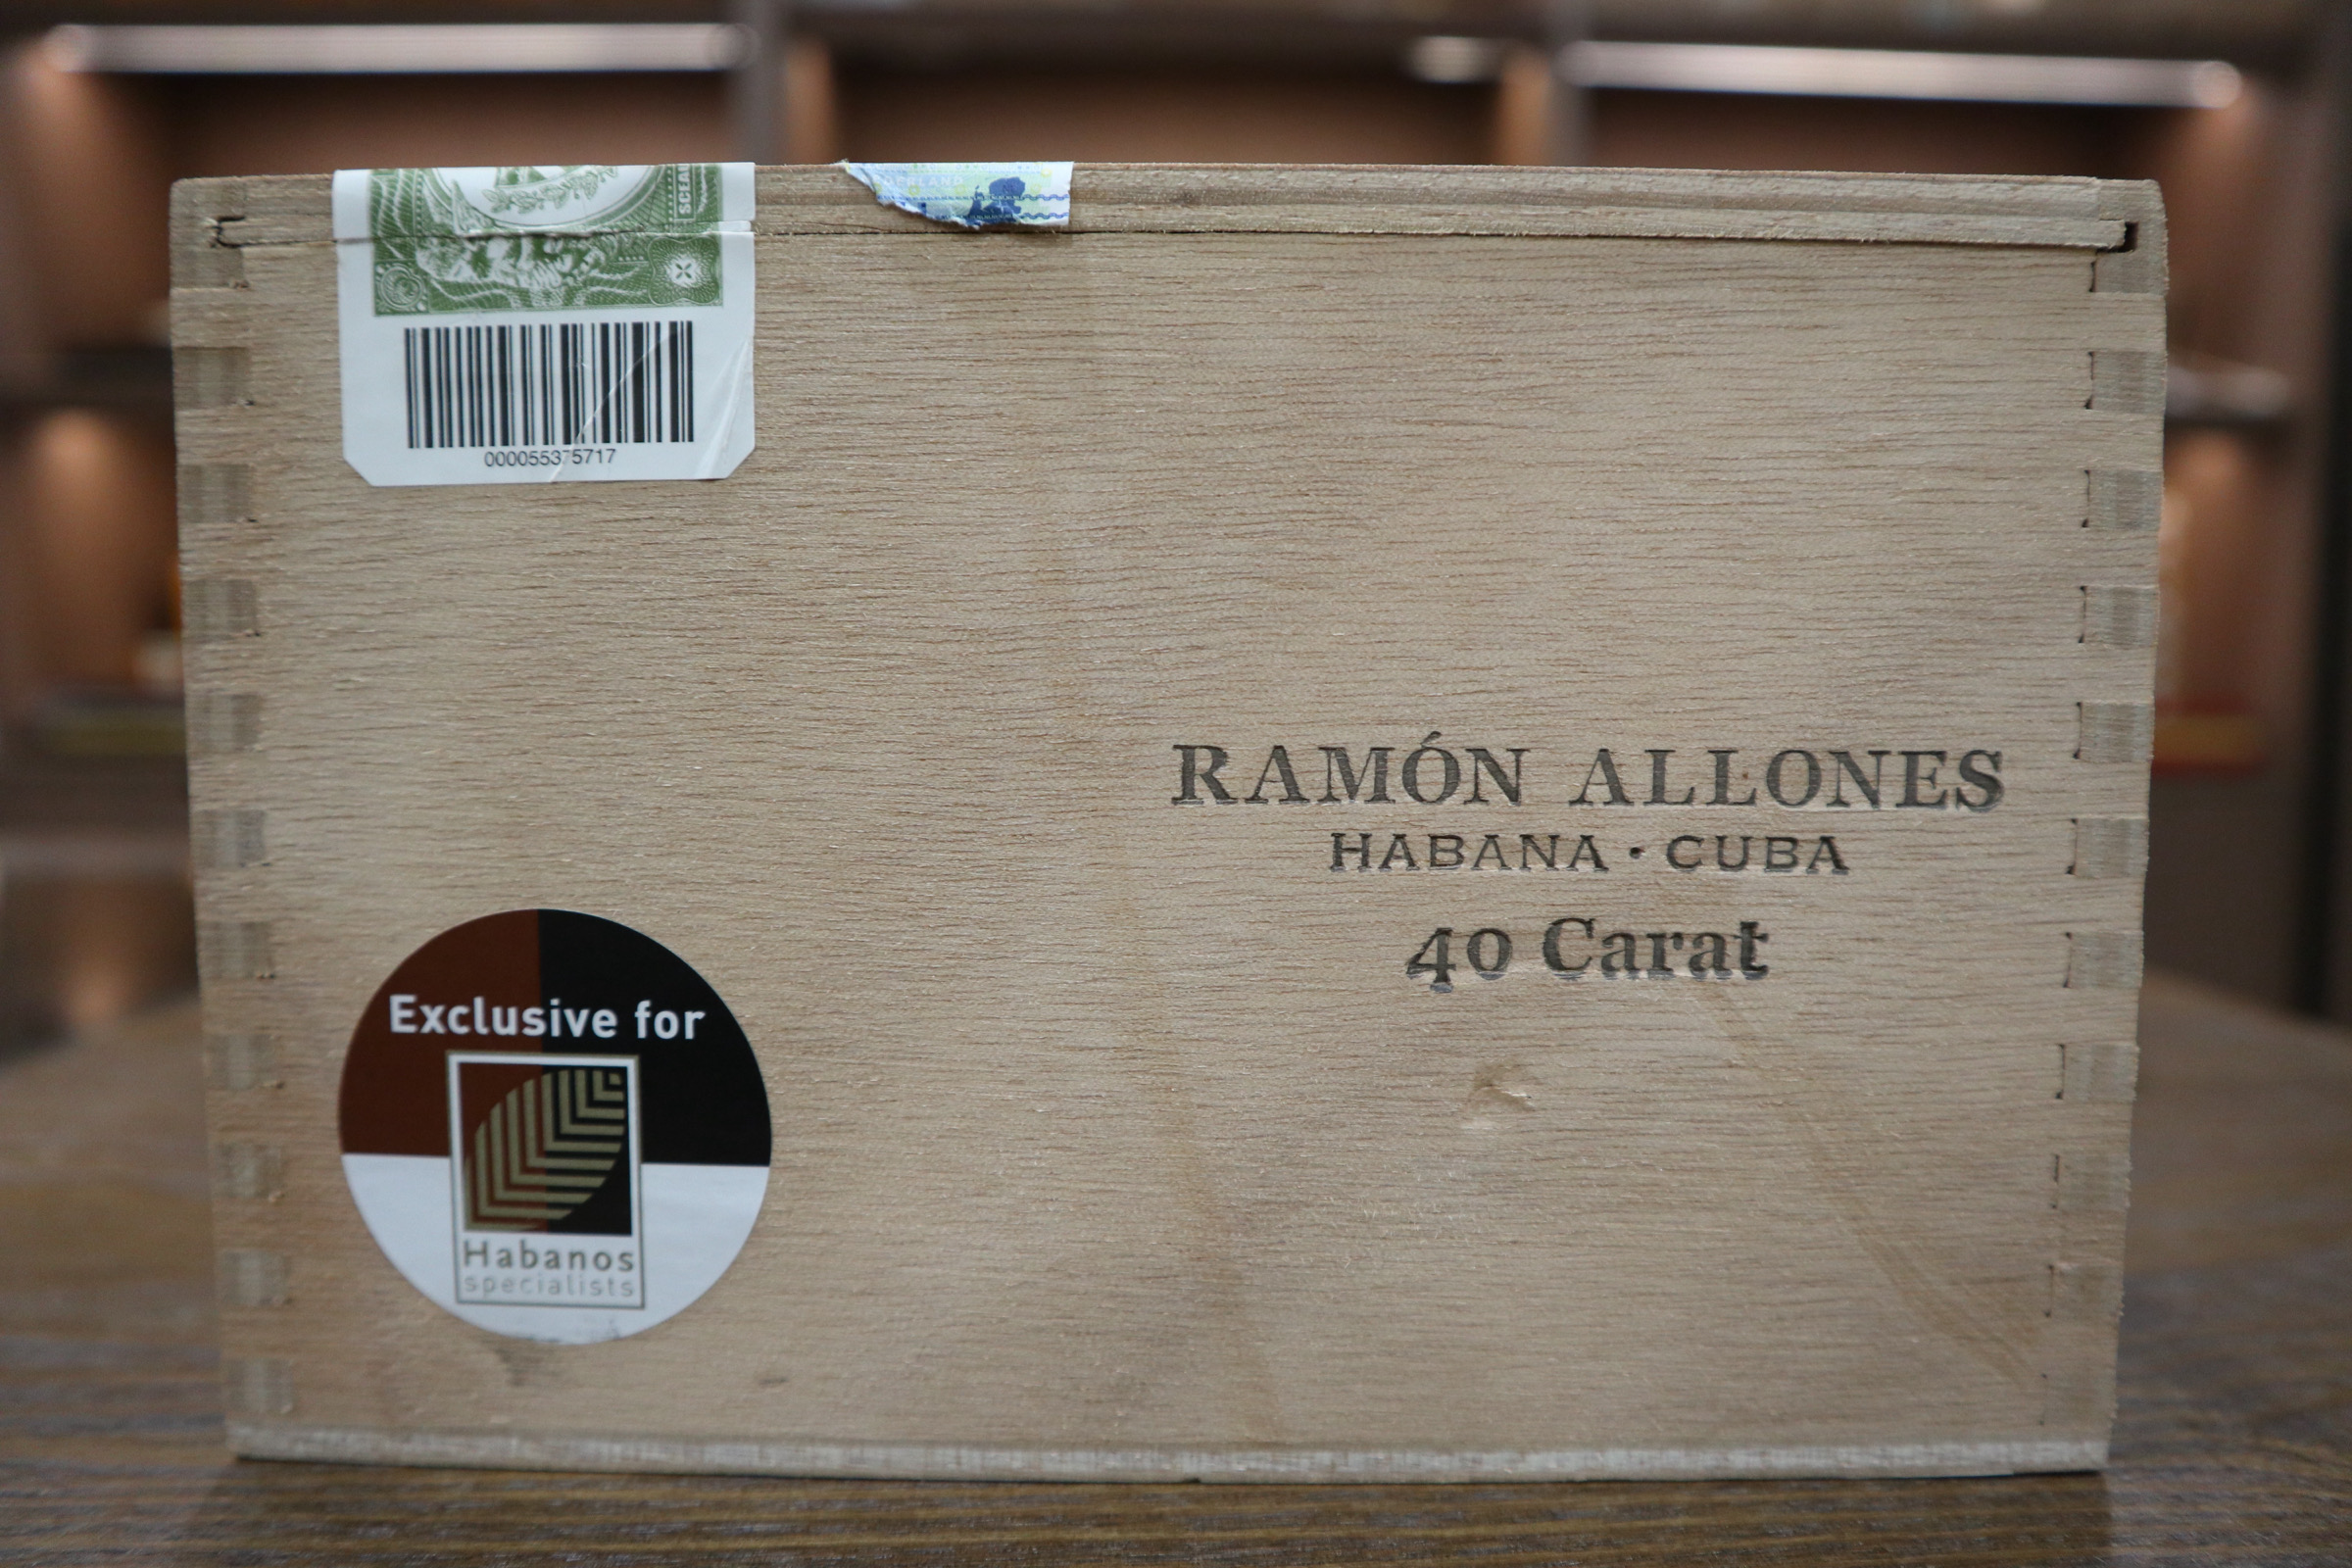 000055375717
RAMÓN ALLONES
HABANA · CUBA
40 Carat
Exclusive for
Habanos
specialists